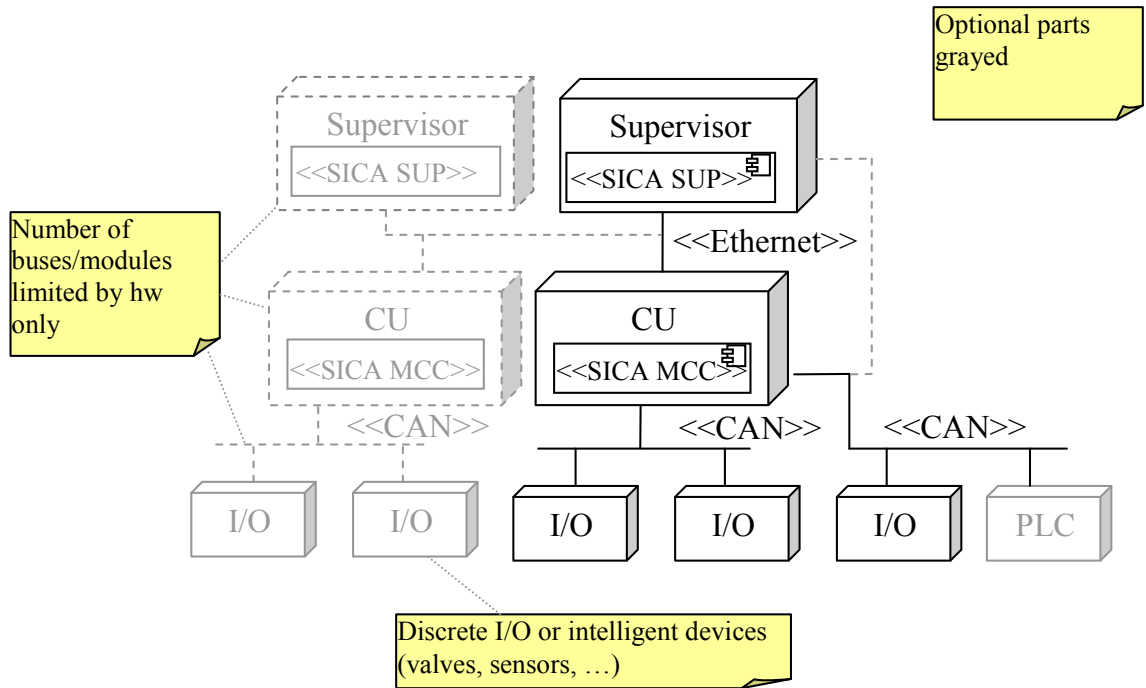 Optional parts
grayed
Supervisor
<<SICA SUP>>
Supervisor
<<SICA SUP>>
Number of
buses/modules
limited by hw
only
<<Ethernet>>
CU
<<SICA MCC>>
CU
<<SICA MCC>>
<<CAN>>
<<CAN>>
<<CAN>>
I/O
I/O
I/O
I/O
I/O
PLC
Discrete I/O or intelligent devices
(valves, sensors, …)